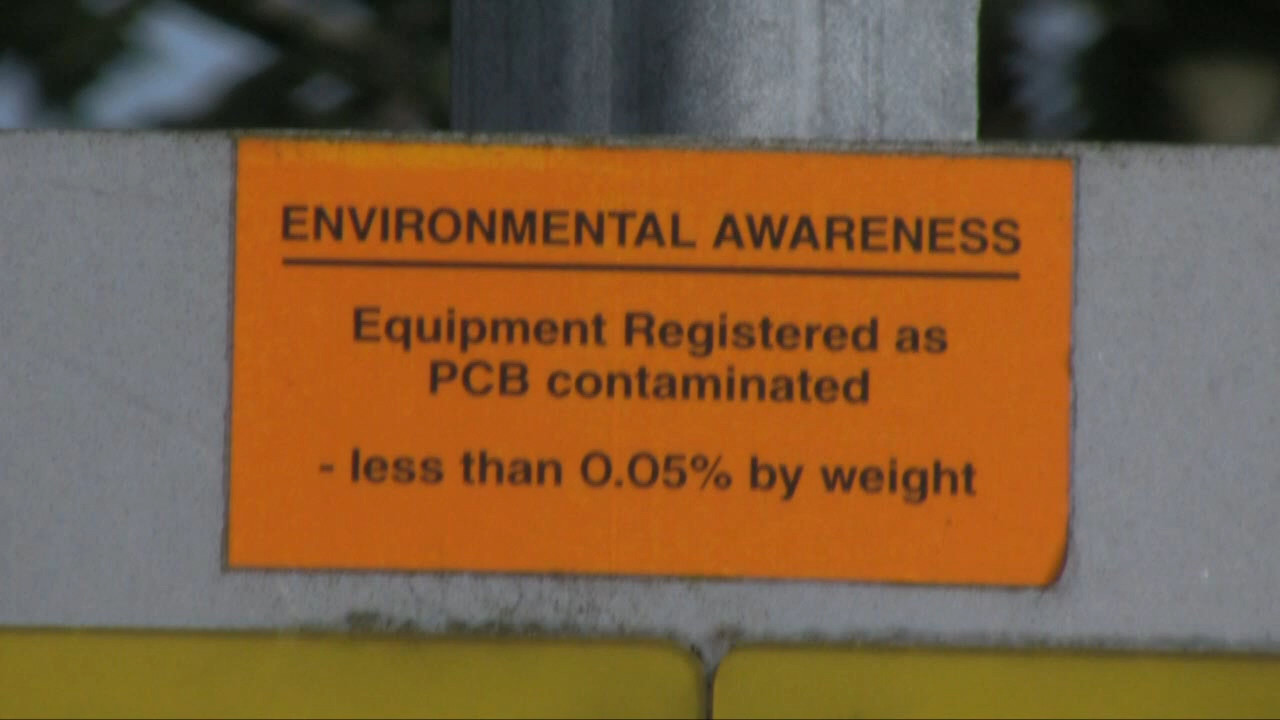 ENVIRONMENTAL AWARENESS
Equipment Registered as
PCB contaminated
- less than 0.05% by weight